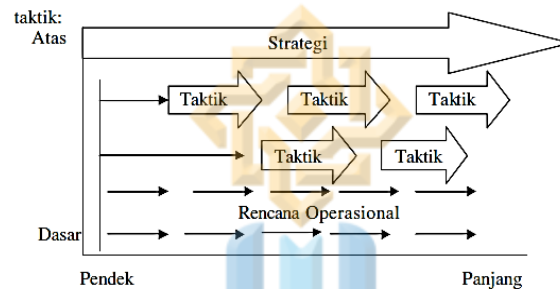 taktik:
Atas
Strategi
Taktik Taktik Taktik
Taktik Taktik
Rencana Operasional
Dasar
Pendek Panjang